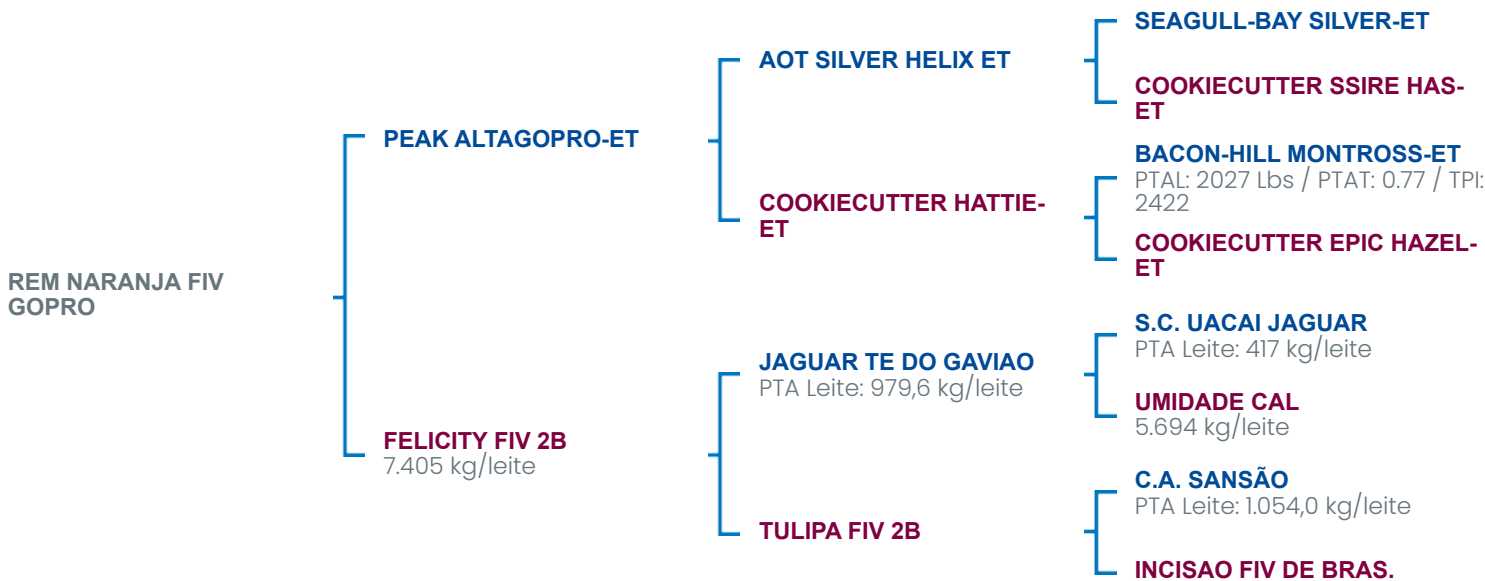 SEAGULL-BAY SILVER-ET
AOT SILVER HELIX ET
COOKIECUTTER SSIRE HAS-
ET
PEAK ALTAGOPRO-ET
BACON-HILL MONTROSS-ET
PTAL: 2027 Lbs / PTAT: 0.77 / TPI:
2422
COOKIECUTTER HATTIE-
ET
COOKIECUTTER EPIC HAZEL-
ET
REM NARANJA FIV
GOPRO
S.C. UACAI JAGUAR
PTA Leite: 417 kg/leite
JAGUAR TE DO GAVIAO
PTA Leite: 979,6 kg/leite
UMIDADE CAL
5.694 kg/leite
FELICITY FIV 2B
7.405 kg/leite
C.A. SANSÃO
PTA Leite: 1.054,0 kg/leite
TULIPA FIV 2B
INCISAO FIV DE BRAS.